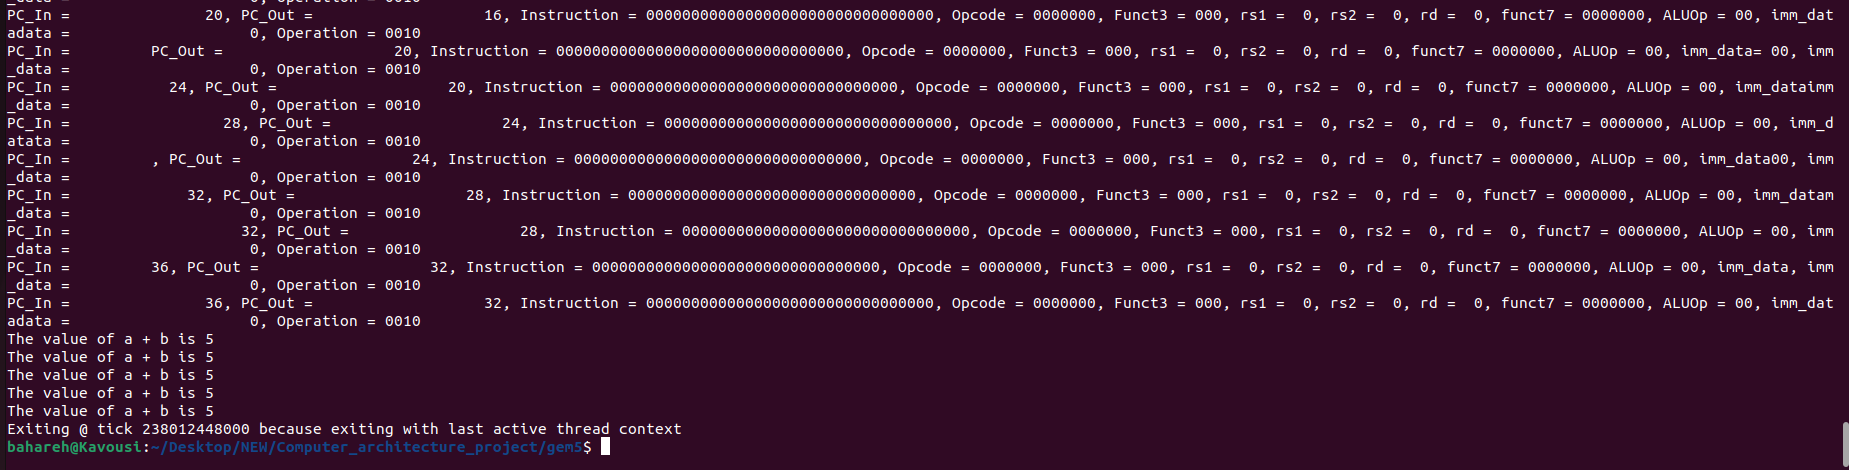 PC_In =               20, PC_Out =                   16, Instruction = 00000000000000000000000000000000, Opcode = 0000000, Funct3 = 000, rs1 =  0, rs2 =  0, rd =  0, funct7 = 0000000, ALUOp = 00, imm_dat
adata =                    0, Operation = 0010
PC_In =         PC_Out =                   20, Instruction = 00000000000000000000000000000000, Opcode = 0000000, Funct3 = 000, rs1 =  0, rs2 =  0, rd =  0, funct7 = 0000000, ALUOp = 00, imm_data= 00, imm
_data =                    0, Operation = 0010
PC_In =           24, PC_Out =                   20, Instruction = 00000000000000000000000000000000, Opcode = 0000000, Funct3 = 000, rs1 =  0, rs2 =  0, rd =  0, funct7 = 0000000, ALUOp = 00, imm_dataimm
_data =                    0, Operation = 0010
PC_In =                 28, PC_Out =                   24, Instruction = 00000000000000000000000000000000, Opcode = 0000000, Funct3 = 000, rs1 =  0, rs2 =  0, rd =  0, funct7 = 0000000, ALUOp = 00, imm_d
atata =                    0, Operation = 0010
PC_In =         , PC_Out =                   24, Instruction = 00000000000000000000000000000000, Opcode = 0000000, Funct3 = 000, rs1 =  0, rs2 =  0, rd =  0, funct7 = 0000000, ALUOp = 00, imm_data00, imm
_data =                    0, Operation = 0010
PC_In =             32, PC_Out =                   28, Instruction = 00000000000000000000000000000000, Opcode = 0000000, Funct3 = 000, rs1 =  0, rs2 =  0, rd =  0, funct7 = 0000000, ALUOp = 00, imm_datam
_data =                    0, Operation = 0010
PC_In =                   32, PC_Out =                   28, Instruction = 00000000000000000000000000000000, Opcode = 0000000, Funct3 = 000, rs1 =  0, rs2 =  0, rd =  0, funct7 = 0000000, ALUOp = 00, imm
_data =                    0, Operation = 0010
PC_In =         36, PC_Out =                   32, Instruction = 00000000000000000000000000000000, Opcode = 0000000, Funct3 = 000, rs1 =  0, rs2 =  0, rd =  0, funct7 = 0000000, ALUOp = 00, imm_data, imm
_data =                    0, Operation = 0010
PC_In =               36, PC_Out =                   32, Instruction = 00000000000000000000000000000000, Opcode = 0000000, Funct3 = 000, rs1 =  0, rs2 =  0, rd =  0, funct7 = 0000000, ALUOp = 00, imm_dat
adata =                    0, Operation = 0010
The value of a + b is 5
The value of a + b is 5
The value of a + b is 5
The value of a + b is 5
The value of a + b is 5
Exiting @ tick 238012448000 because exiting with last active thread context
bahareh@Kavousi:~/Desktop/NEW/Computer_architecture_project/gem5$